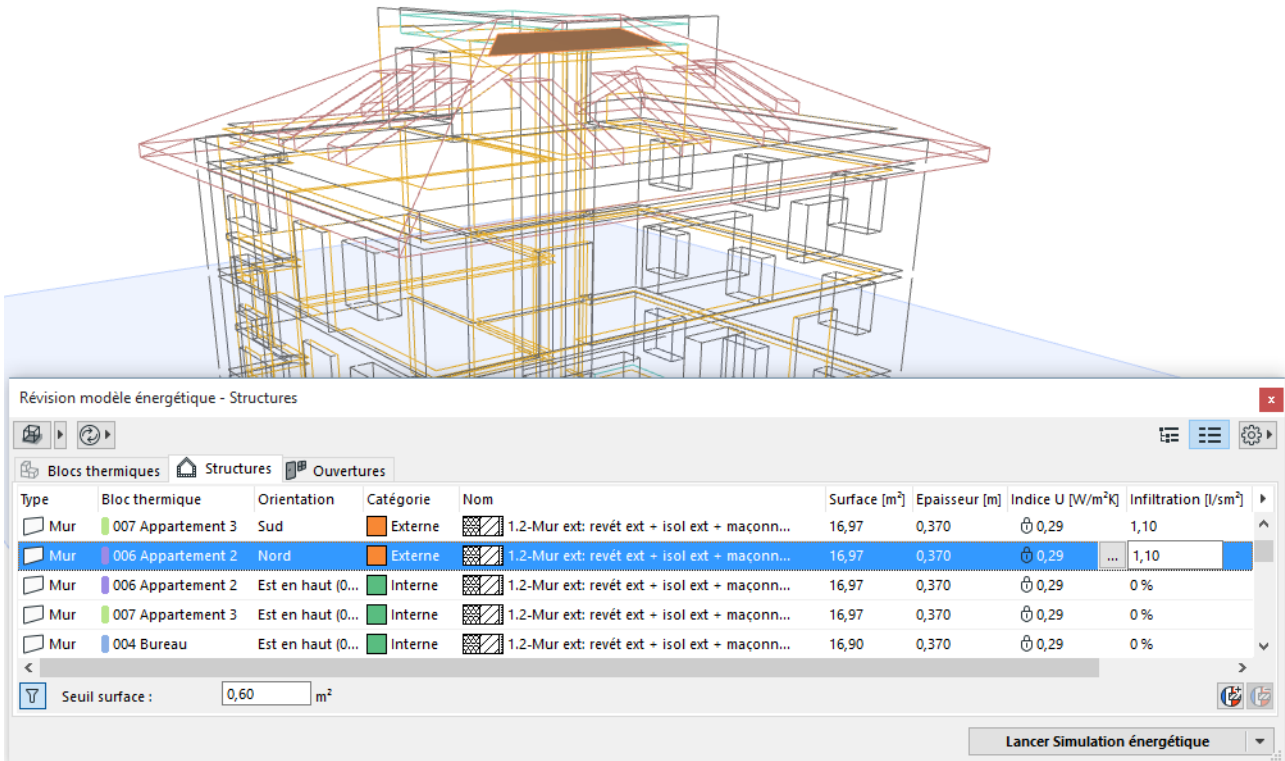 Révision modèle énergétique - Structures
x
Blocs thermiques Structures Ouvertures
Type Bloc thermique Orientation Catégorie Nom Surface [m²] Epaisseur [m] Indice U [W/m²K] Infiltration [l/sm²]
Mur 007 Appartement 3 Sud Externe 1.2-Mur ext: revét ext + isol ext + maçonn... 16,97 0,370 0,29 1,10
Mur 006 Appartement 2 Nord Externe 1.2-Mur ext: revét ext + isol ext + maçonn... 16,97 0,370 0,29 ... 1,10
Mur 006 Appartement 2 Est en haut (0... Interne 1.2-Mur ext: revét ext + isol ext + maçonn... 16,97 0,370 0,29 0 %
Mur 007 Appartement 3 Est en haut (0... Interne 1.2-Mur ext: revét ext + isol ext + maçonn... 16,97 0,370 0,29 0 %
Mur 004 Bureau Est en haut (0... Interne 1.2-Mur ext: revét ext + isol ext + maçonn... 16,90 0,370 0,29 0 %
Seuil surface : 0,60 m²
Lancer Simulation énergétique